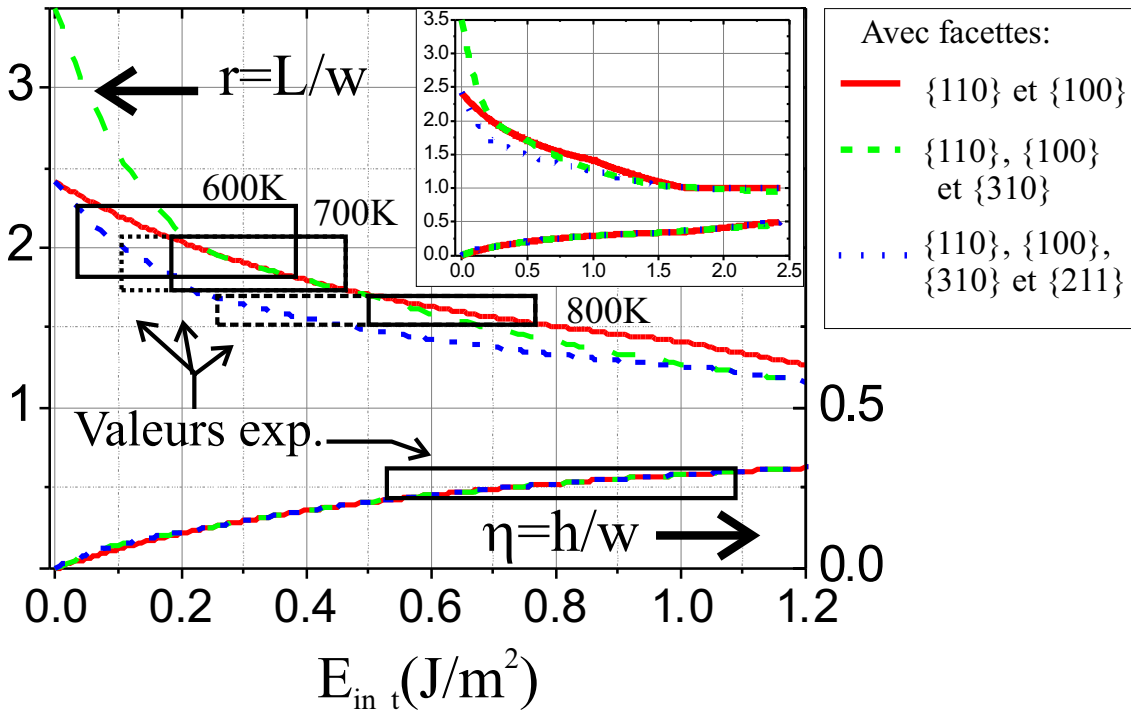 3
2
1
r=L/w
600K
700K
800K
Valeurs exp.
η=h/w
0.5
0.0
0.0 0.2 0.4 0.6 0.8 1.0 1.2
E_in t(J/m²)
3.5
3.0
2.5
2.0
1.5
1.0
0.5
0.0
0.0 0.5 1.0 1.5 2.0 2.5
Avec facettes:
{110} et {100}
{110}, {100}
et {310}
{110}, {100},
{310} et {211}